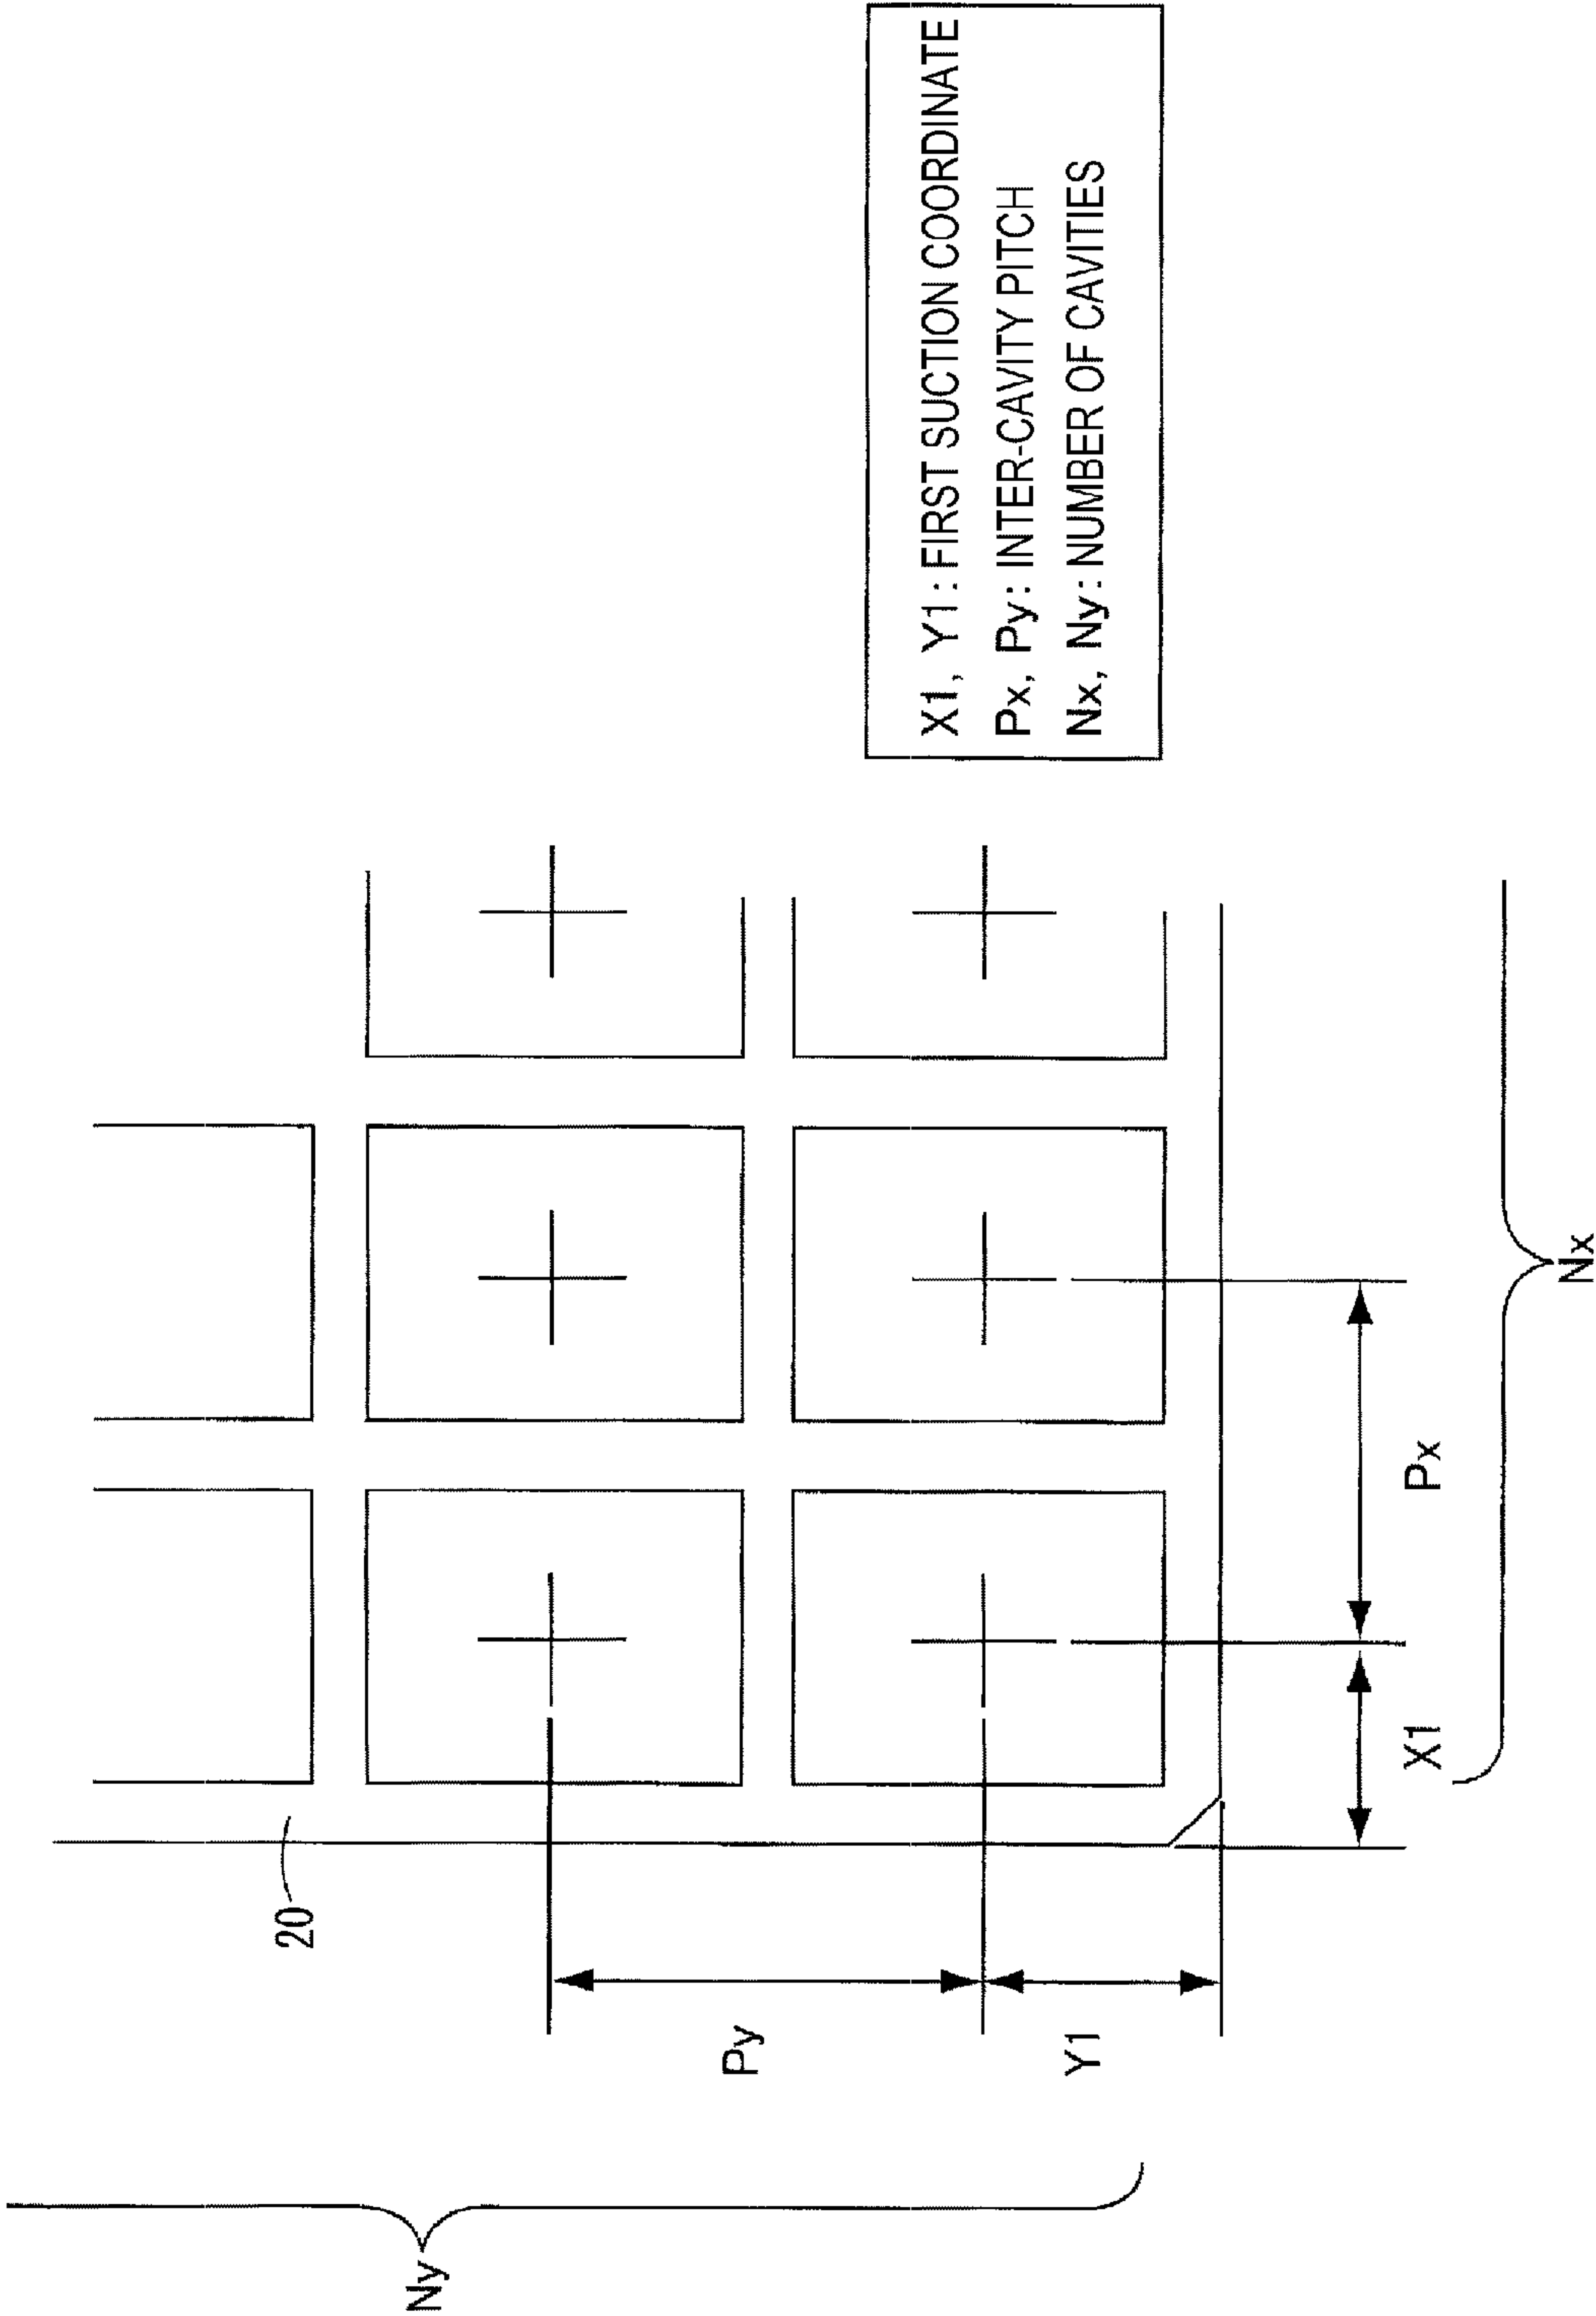 Ny
20
Py
Y1
X1
Px
Nx
X1, Y1: FIRST SUCTION COORDINATE
Px, Py: INTER-CAVITY PITCH
Nx, Ny: NUMBER OF CAVITIES